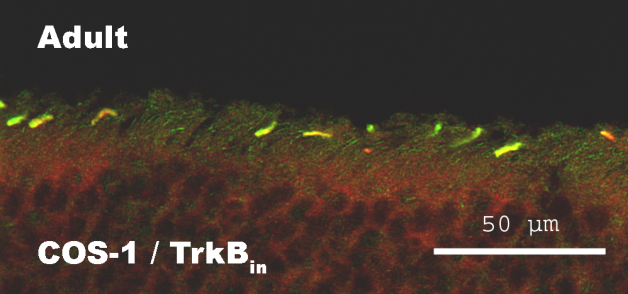 Adult
50 µm
COS-1 / TrkBin